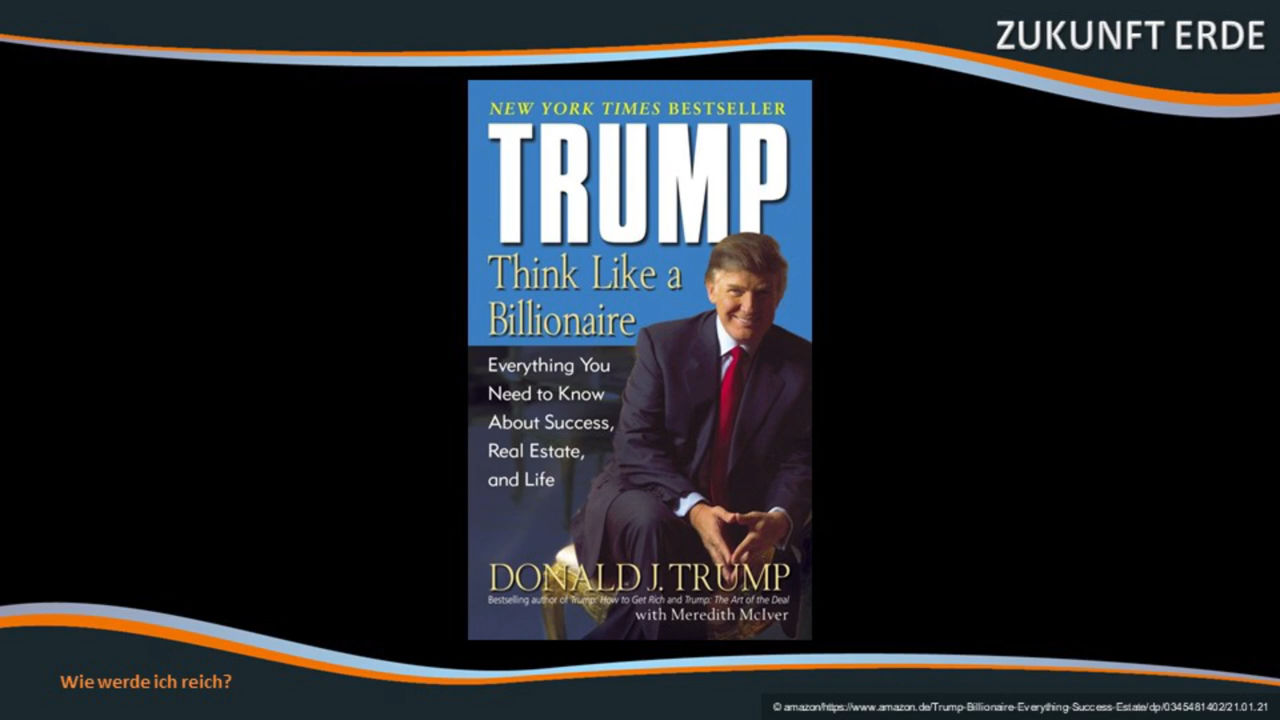 ZUKUNFT ERDE
NEW YORK TIMES BESTSELLER
TRUMP
Think Like a
Billionaire
Everything You
Need to Know
About Success,
Real Estate,
and Life
DONALD J. TRUMP
Bestselling author of Trump: How to Get Rich and Trump: The Art of the Deal
with Meredith McIver
Wie werde ich reich?
© amazon/https://www.amazon.de/Trump-Billionaire-Everything-Success-Estate/dp/0345481402/21.01.21